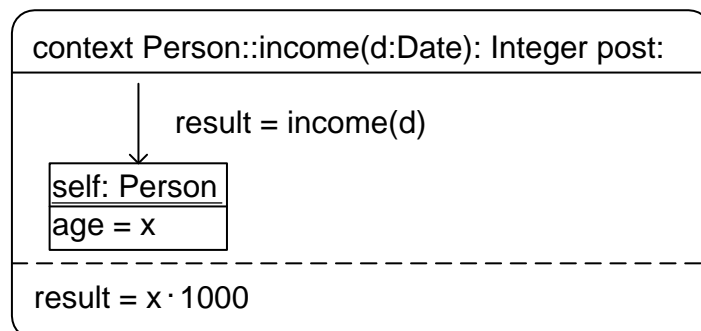 context Person::income(d:Date): Integer post:
result = income(d)
self: Person
age = x
result = x · 1000